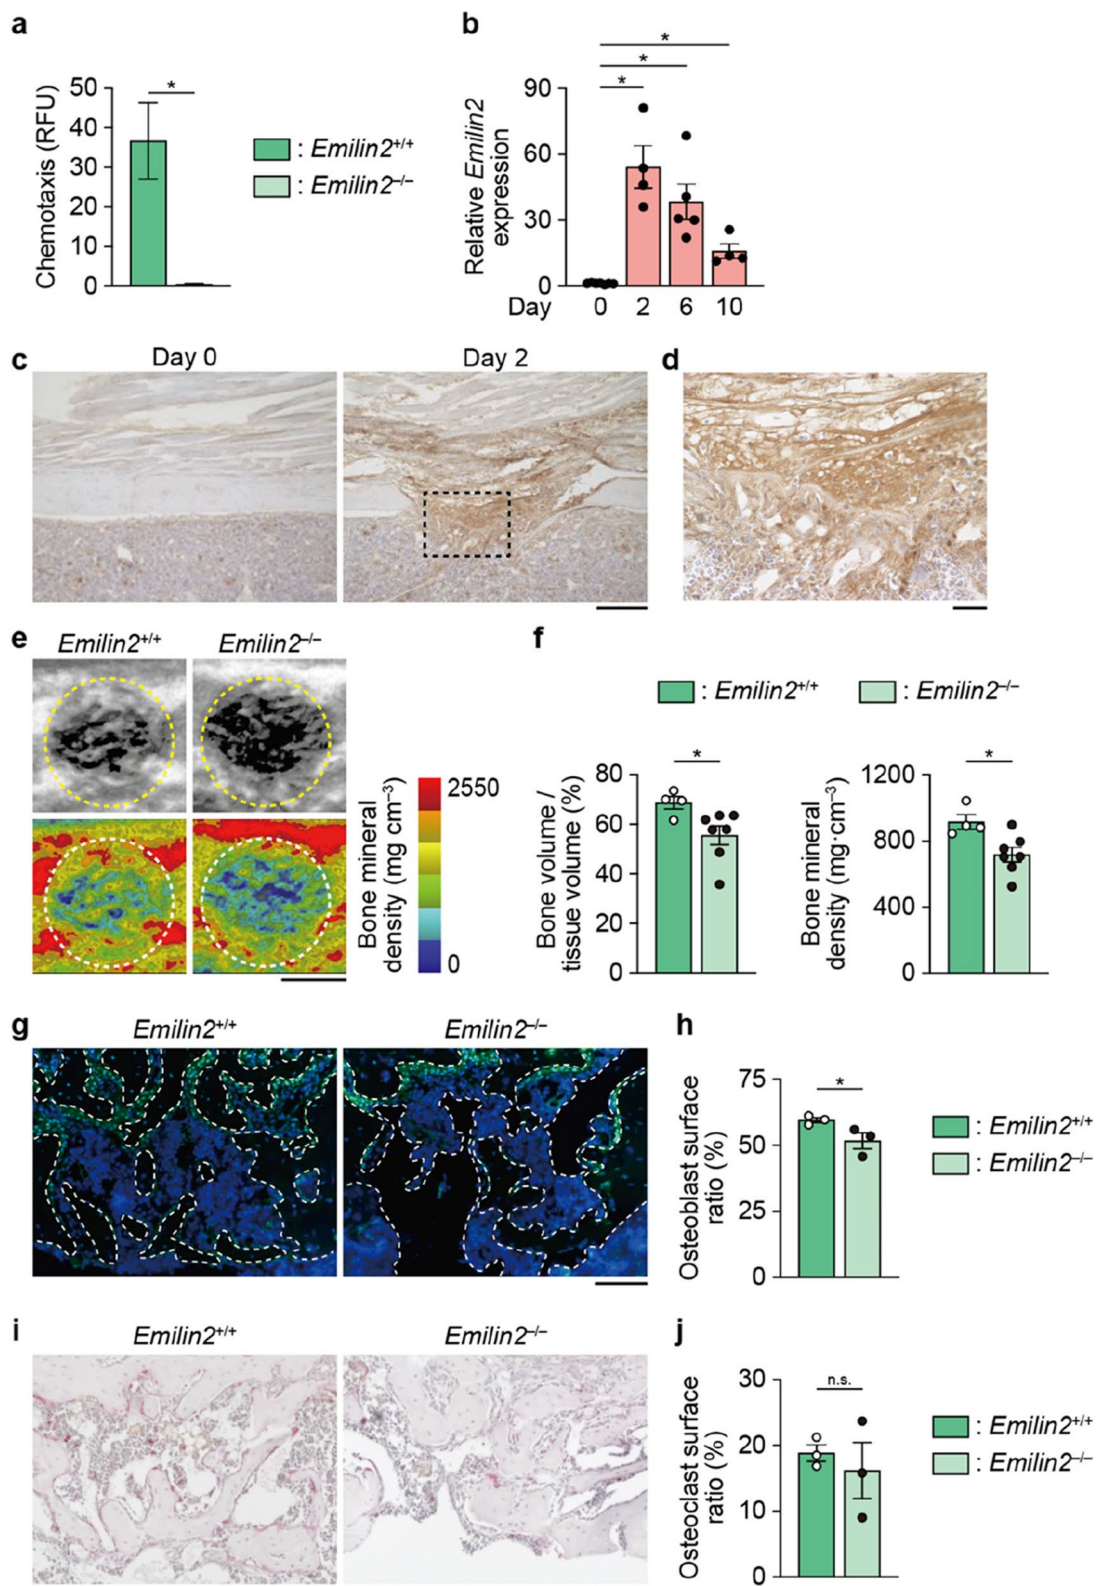 a
Chemotaxis (RFU)
50
40
30
20
10
0
*
: Emilin2+/+
: Emilin2–/–
b
Relative Emilin2
expression
90
60
30
0
*
*
*
Day 0 2 6 10
c
Day 0
Day 2
d
e
Emilin2+/+
Emilin2–/–
Bone mineral
density (mg cm–3)
2550
0
f
: Emilin2+/+
: Emilin2–/–
Bone volume /
tissue volume (%)
80
60
40
20
0
*
Bone mineral
density (mg·cm–3)
1200
800
400
0
*
g
Emilin2+/+
Emilin2–/–
h
Osteoblast surface
ratio (%)
75
50
25
0
*
: Emilin2+/+
: Emilin2–/–
i
Emilin2+/+
Emilin2–/–
j
Osteoclast surface
ratio (%)
30
20
10
0
n.s.
: Emilin2+/+
: Emilin2–/–